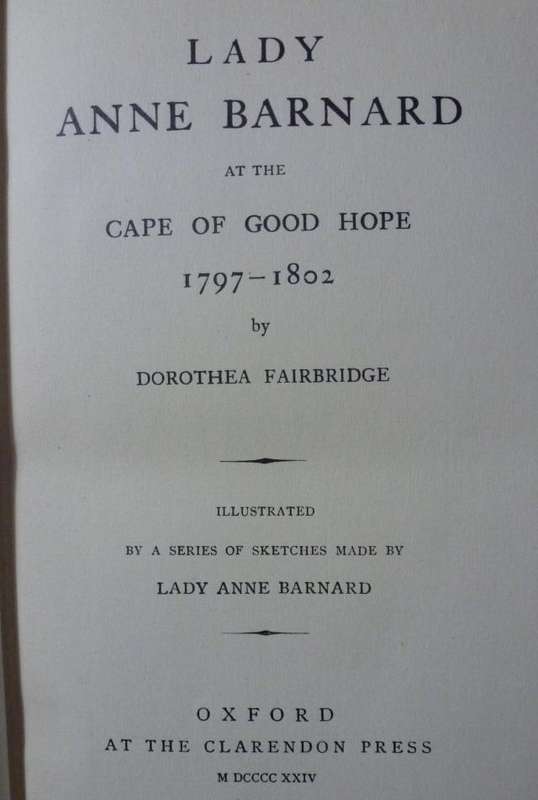 LADY
ANNE BARNARD
AT THE
CAPE OF GOOD HOPE
1797–1802
by
DOROTHEA FAIRBRIDGE
ILLUSTRATED
BY A SERIES OF SKETCHES MADE BY
LADY ANNE BARNARD
OXFORD
AT THE CLARENDON PRESS
M DCCCC XXIV